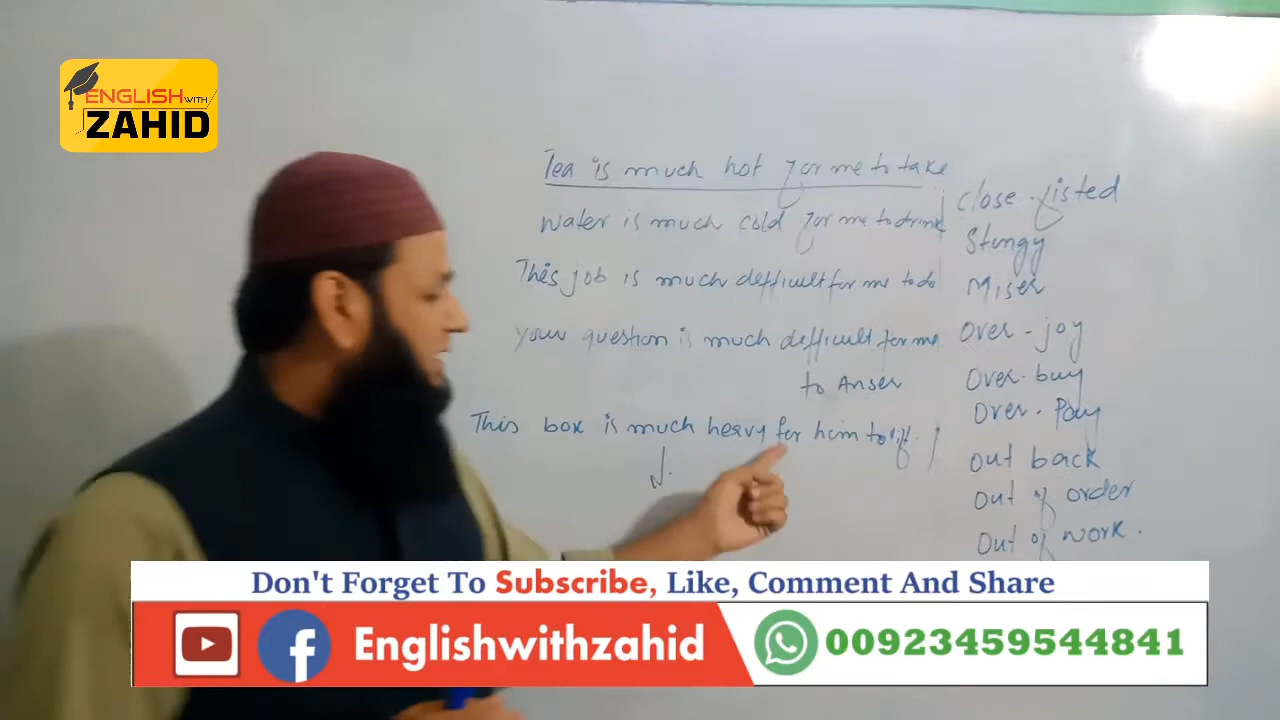 ENGLISH WITH
ZAHID
Tea is much hot for me to take
water is much cold for me to drink
This job is much defficult for me to do
your question is much defficult for me
to Anser
This box is much heavy for him to
close-fisted
Stingy
Miser
Over-joy
Over-buy
Over-Pay
Out back
Out of order
Out of work.
Don't Forget To Subscribe, Like, Comment And Share
Englishwithzahid
00923459544841